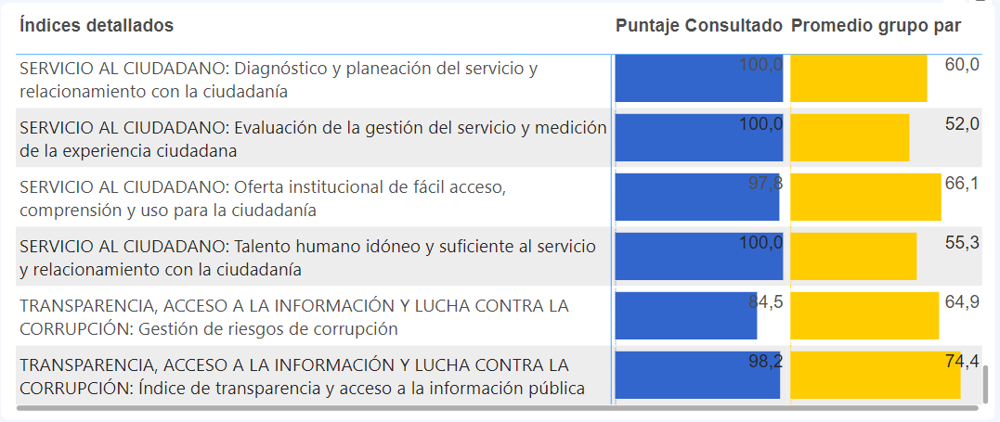 Índices detallados Puntaje Consultado Promedio grupo par
SERVICIO AL CIUDADANO: Diagnóstico y planeación del servicio y 100,0 60,0
relacionamiento con la ciudadanía
SERVICIO AL CIUDADANO: Evaluación de la gestión del servicio y medición 100,0 52,0
de la experiencia ciudadana
SERVICIO AL CIUDADANO: Oferta institucional de fácil acceso, 97,8 66,1
comprensión y uso para la ciudadanía
SERVICIO AL CIUDADANO: Talento humano idóneo y suficiente al servicio 100,0 55,3
y relacionamiento con la ciudadanía
TRANSPARENCIA, ACCESO A LA INFORMACIÓN Y LUCHA CONTRA LA 84,5 64,9
CORRUPCIÓN: Gestión de riesgos de corrupción
TRANSPARENCIA, ACCESO A LA INFORMACIÓN Y LUCHA CONTRA LA 98,2 74,4
CORRUPCIÓN: Índice de transparencia y acceso a la información pública